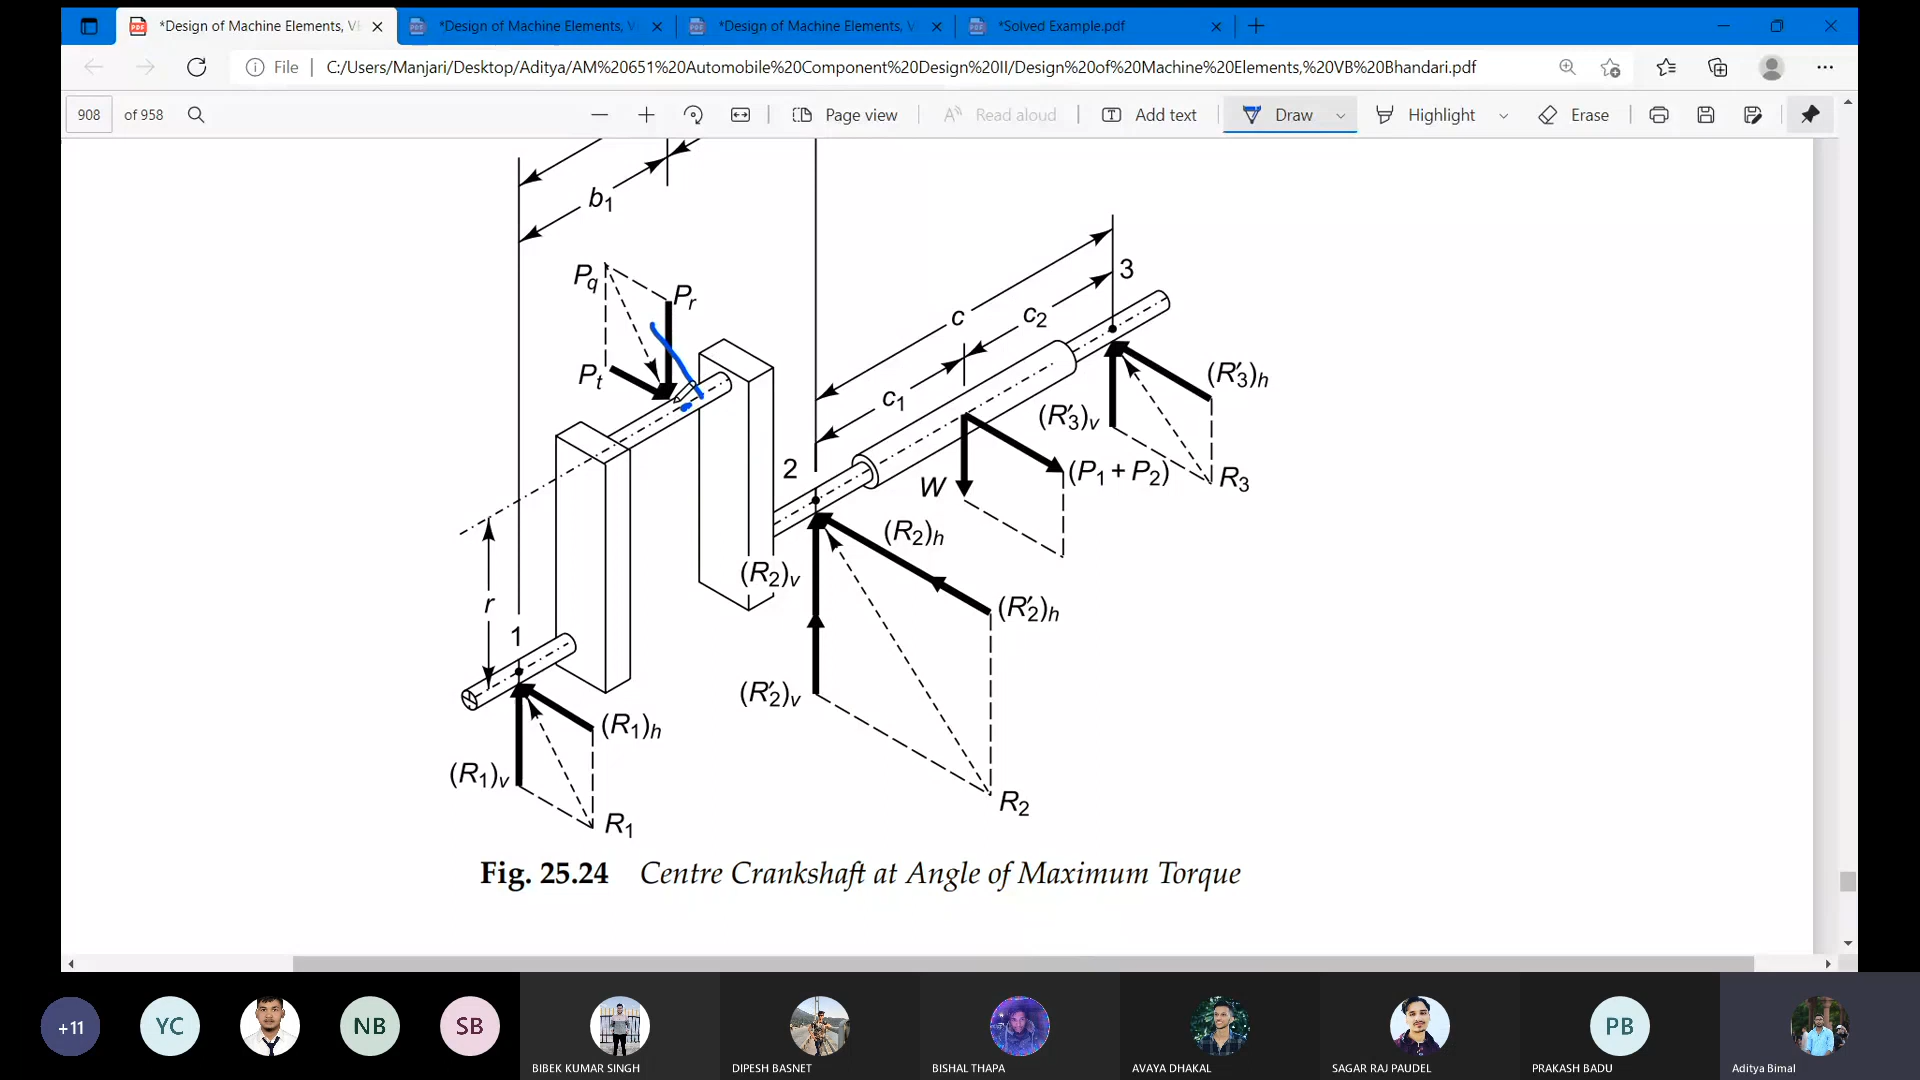 *Design of Machine Elements, V
*Design of Machine Elements, V
*Design of Machine Elements, V
*Solved Example.pdf
File
C:/Users/Manjari/Desktop/Aditya/AM%20651%20Automobile%20Component%20Design%20II/Design%20of%20Machine%20Elements,%20VB%20Bhandari.pdf
908 of 958
Page view
Read aloud
Add text
Draw
Highlight
Erase
b1
Pq
Pr
Pt
3
c
c2
c1
(R′3)h
(R′3)v
R3
2
W
(P1 + P2)
(R2)h
(R2)v
(R′2)h
r
1
(R′2)v
(R1)h
(R1)v
R2
R1
Fig. 25.24 Centre Crankshaft at Angle of Maximum Torque
+11
YC
NB
SB
PB
BIBEK KUMAR SINGH
DIPESH BASNET
BISHAL THAPA
AVAYA DHAKAL
SAGAR RAJ PAUDEL
PRAKASH BADU
Aditya Bimal